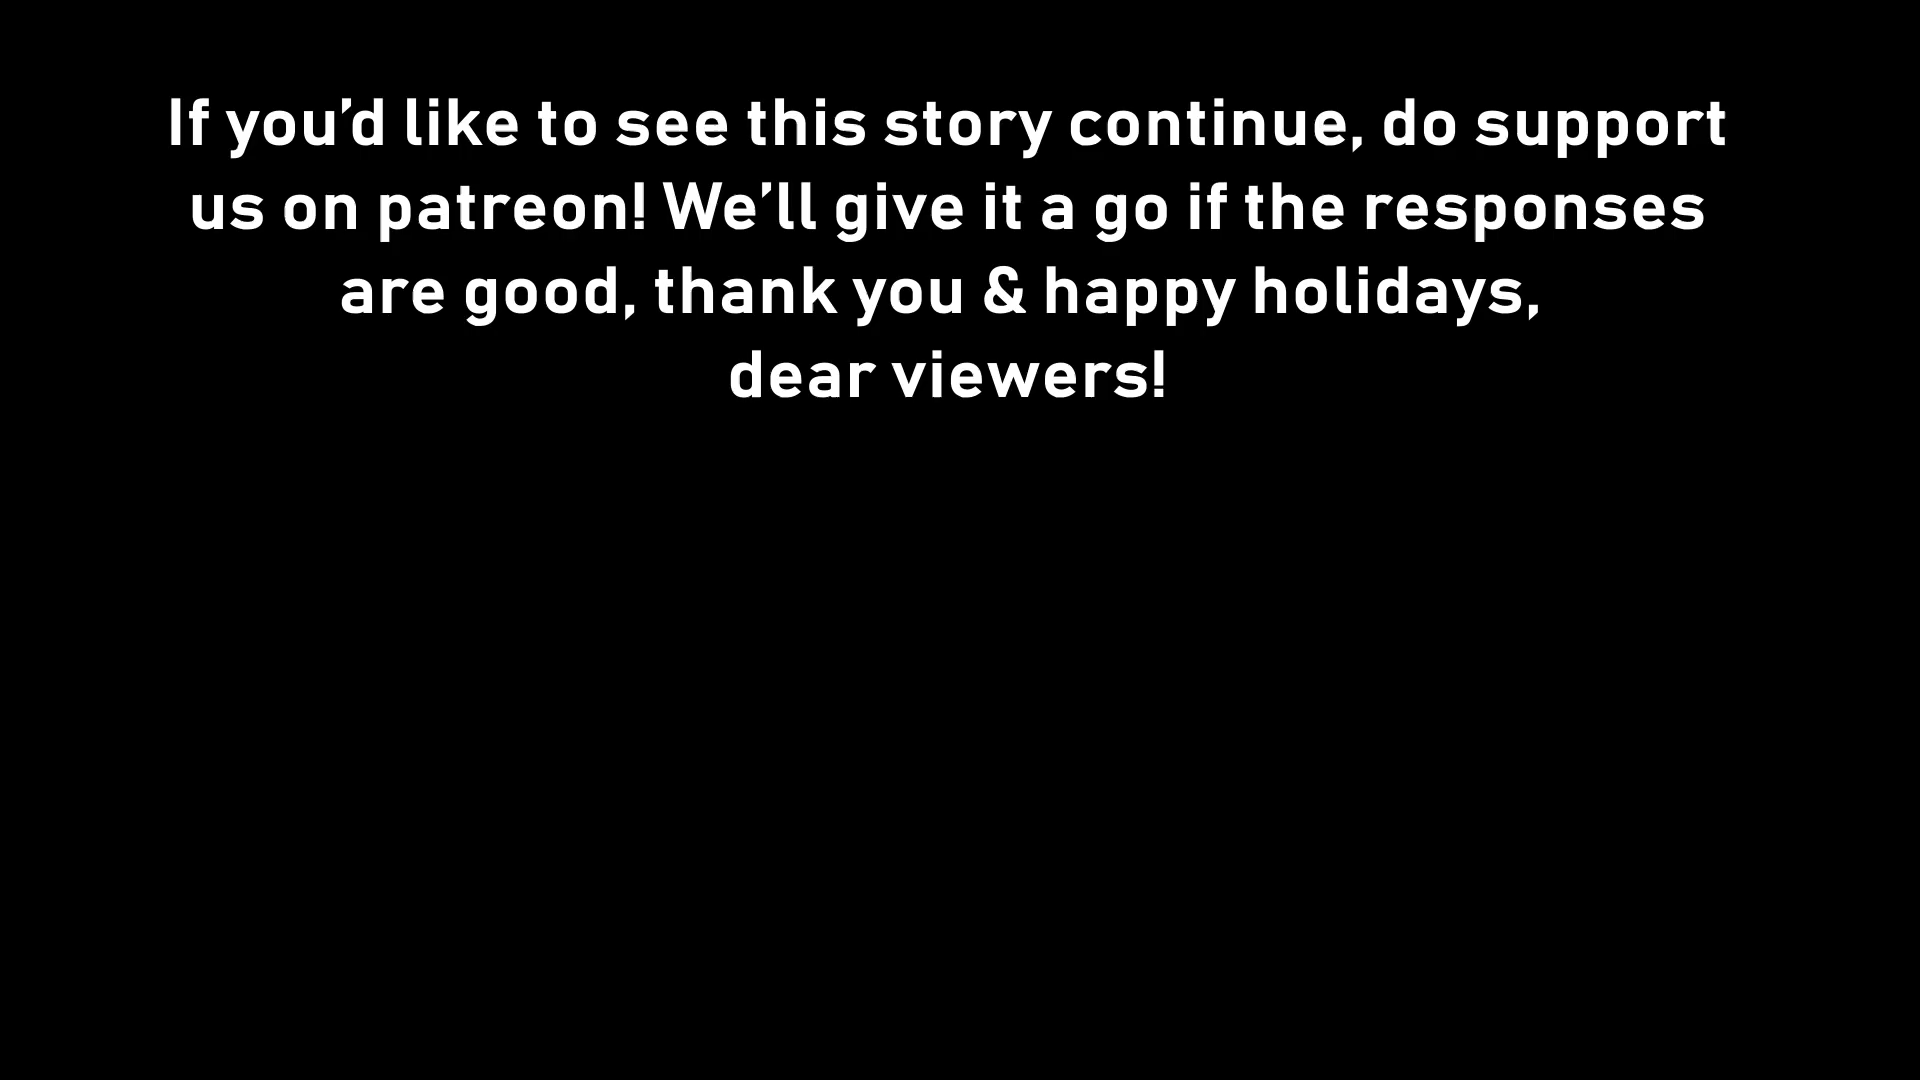 If you’d like to see this story continue, do support
us on patreon! We’ll give it a go if the responses
are good, thank you & happy holidays,
dear viewers!